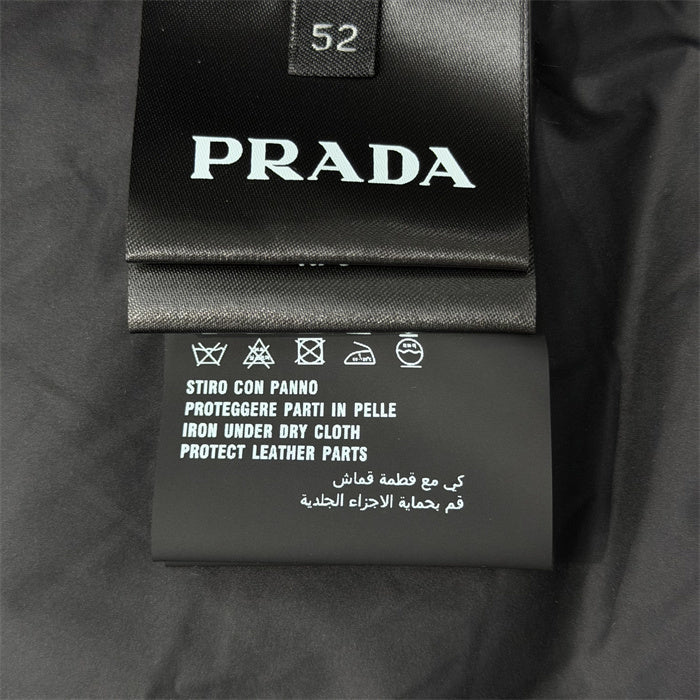 52
PRADA
STIRO CON PANNO
PROTEGGERE PARTI IN PELLE
IRON UNDER DRY CLOTH
PROTECT LEATHER PARTS
كي مع قطمة قماش
قم بحماية الاجزاء الجلدية